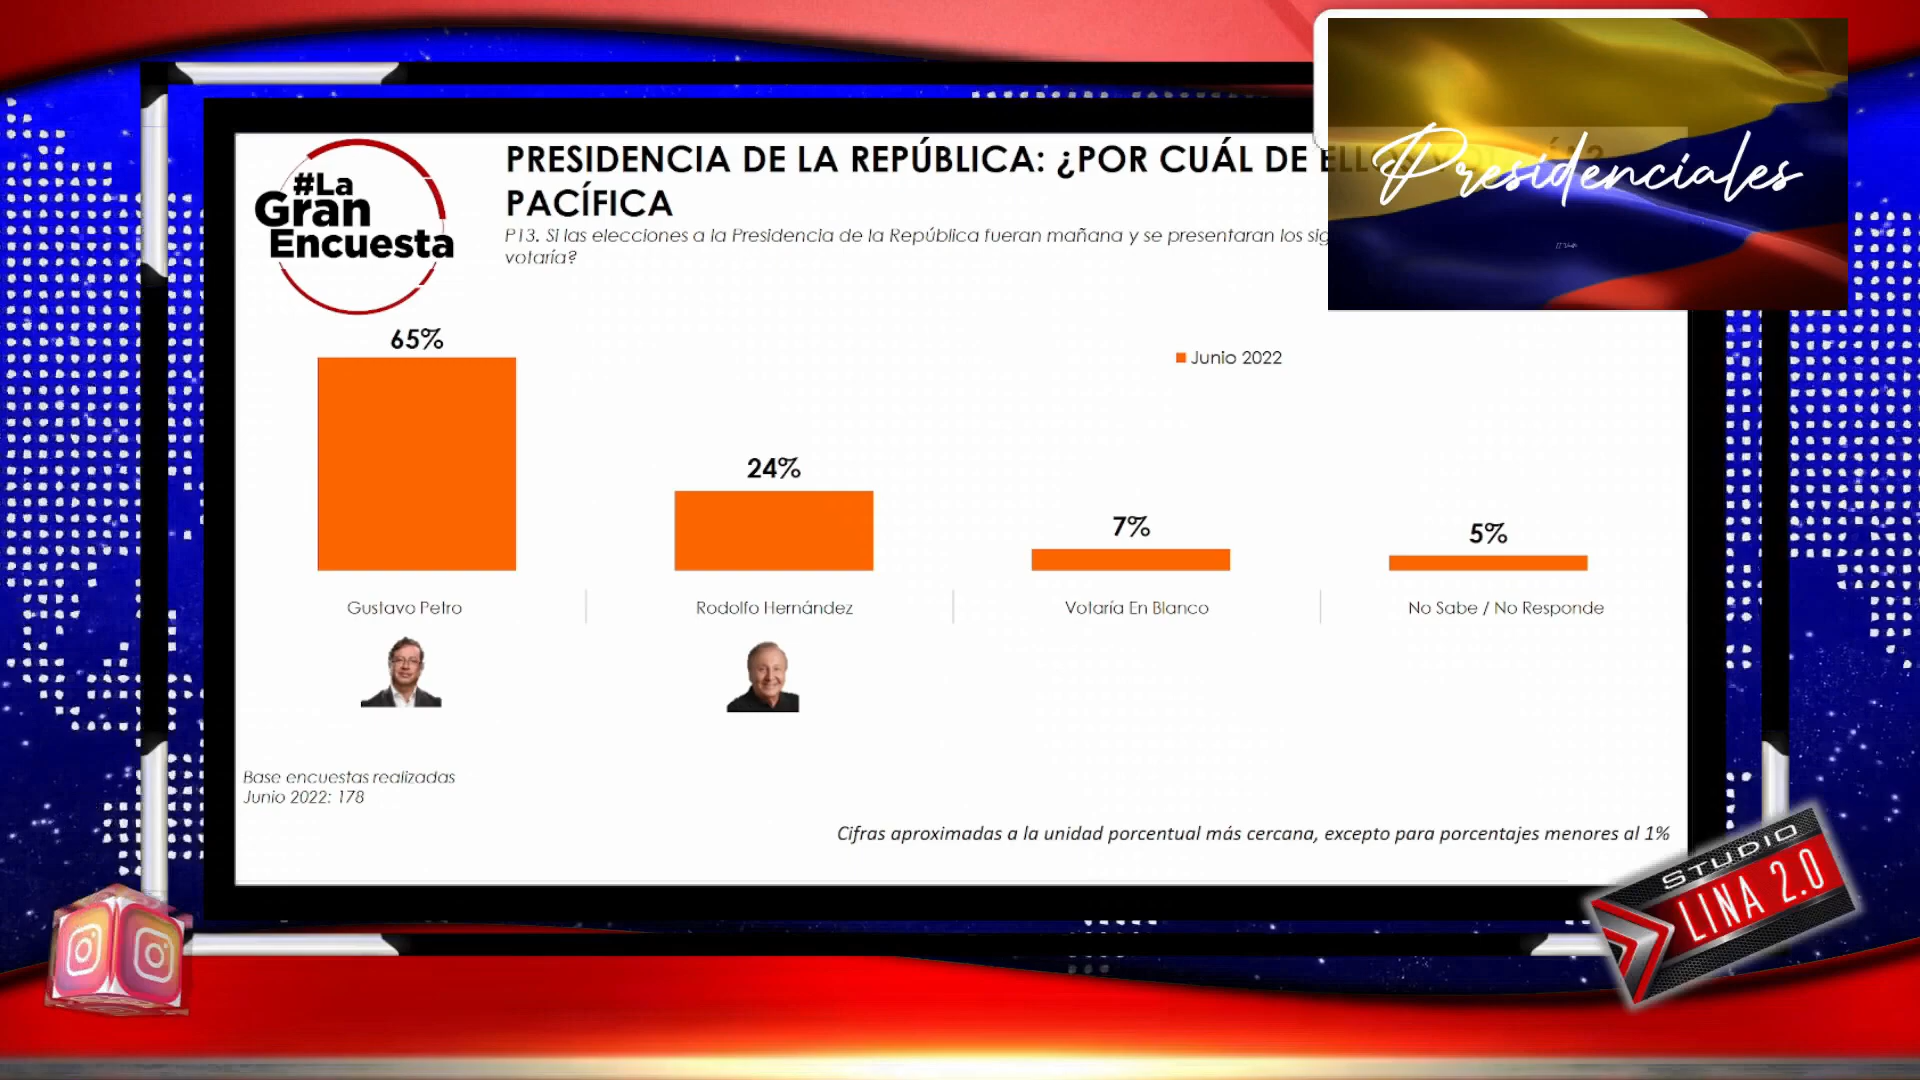 #La
Gran
Encuesta
PRESIDENCIA DE LA REPÚBLICA: ¿POR CUÁL DE
PACÍFICA
P13. Si las elecciones a la Presidencia de la República fueran mañana y se presentaran los
votaría?
Presidenciales
65%
Junio 2022
24%
7%
5%
Gustavo Petro
Rodolfo Hernández
Votaría En Blanco
No Sabe / No Responde
Base encuestas realizadas
Junio 2022: 178
Cifras aproximadas a la unidad porcentual más cercana, excepto para porcentajes menores al 1%
STUDIO
LINA 2.0